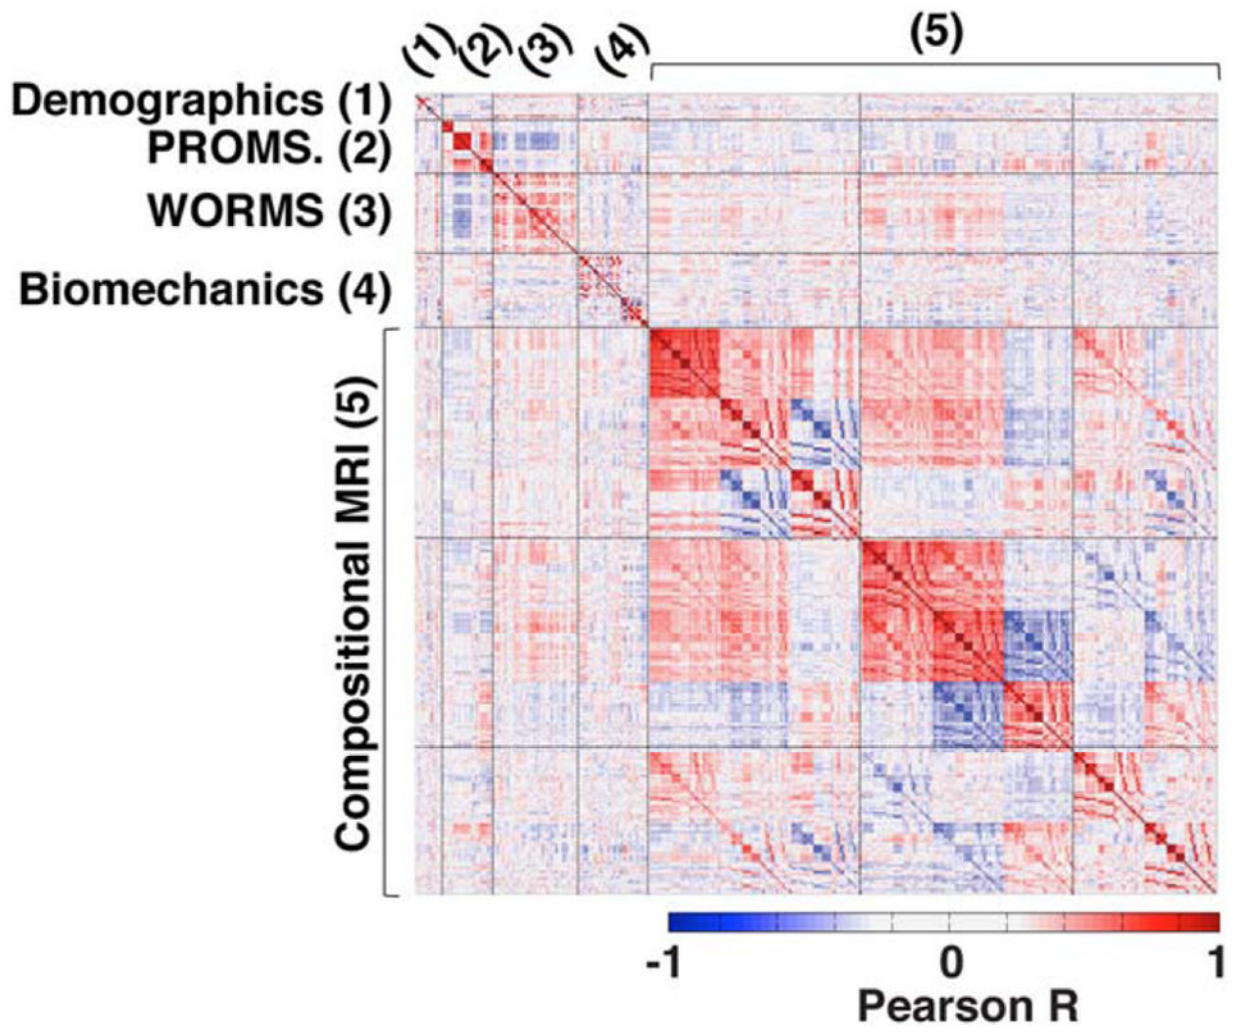 (1) (2) (3) (4) (5)
Demographics (1)
PROMS. (2)
WORMS (3)
Biomechanics (4)
Compositional MRI (5)
-1 0 1
Pearson R